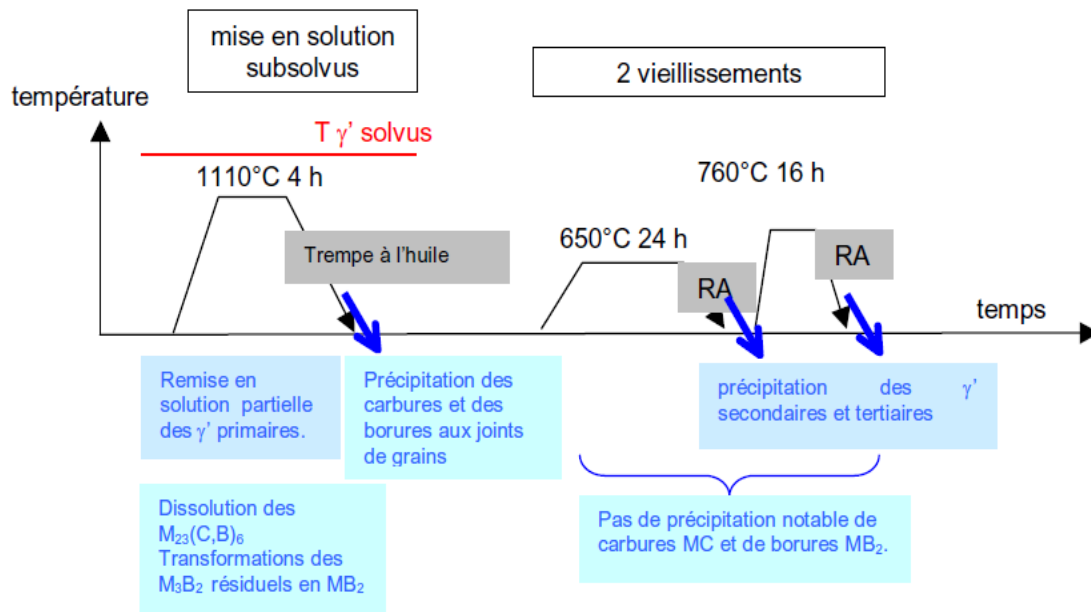 mise en solution
subsolvus
2 vieillissements
température
T γ’ solvus
1110°C 4 h
760°C 16 h
650°C 24 h
Trempe à l’huile
RA
RA
temps
Remise en
solution partielle
des γ’ primaires.
Précipitation des
carbures et des
borures aux joints
de grains
précipitation des γ’
secondaires et tertiaires
Dissolution des
M₂₃(C,B)₆
Transformations des
M₃B₂ résiduels en MB₂
Pas de précipitation notable de
carbures MC et de borures MB₂.